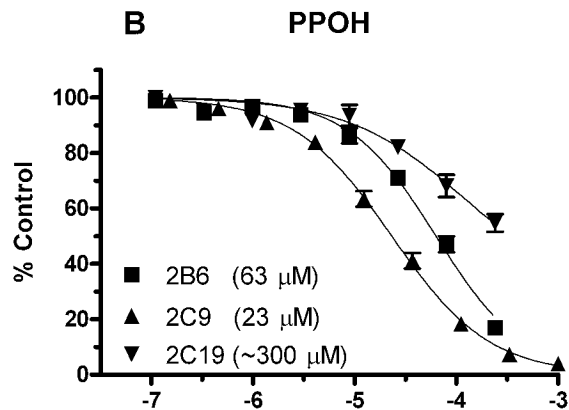 B PPOH
100
80
60
40
20
0
% Control
■ 2B6 (63 μM)
▲ 2C9 (23 μM)
▼ 2C19 (~300 μM)
-7 -6 -5 -4 -3